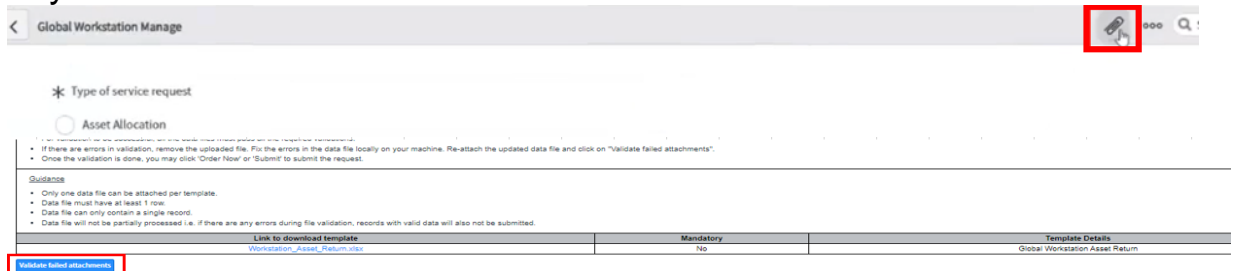 Global Workstation Manage
Type of service request
Asset Allocation
• If there are errors in validation, remove the uploaded file. Fix the errors in the data file locally on your machine. Re-attach the updated data file and click on "Validate failed attachments".
• Once the validation is done, you may click 'Order Now' or 'Submit' to submit the request.
Guidance
• Only one data file can be attached per template.
• Data file must have at least 1 row.
• Data file can only contain a single record.
• Data file will not be partially processed i.e. if there are any errors during file validation, records with valid data will also not be submitted.
Link to download template Mandatory Template Details
Workstation_Asset_Return.xlsx No Global Workstation Asset Return
Validate failed attachments